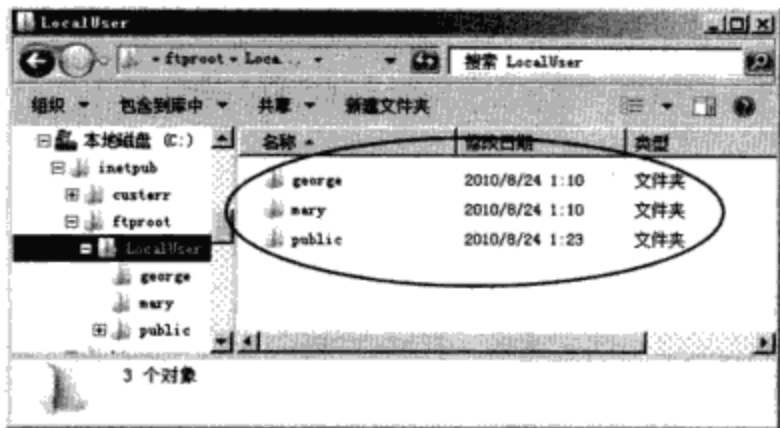 LocalUser
ftproot - Loca...
搜索 LocalUser
组织
包含到库中
共享
新建文件夹
本地磁盘 (C:)
inetpub
custerr
ftproot
LocalUser
george
mary
public
名称
修改日期
类型
george 2010/8/24 1:10 文件夹
mary 2010/8/24 1:10 文件夹
public 2010/8/24 1:23 文件夹
3 个对象